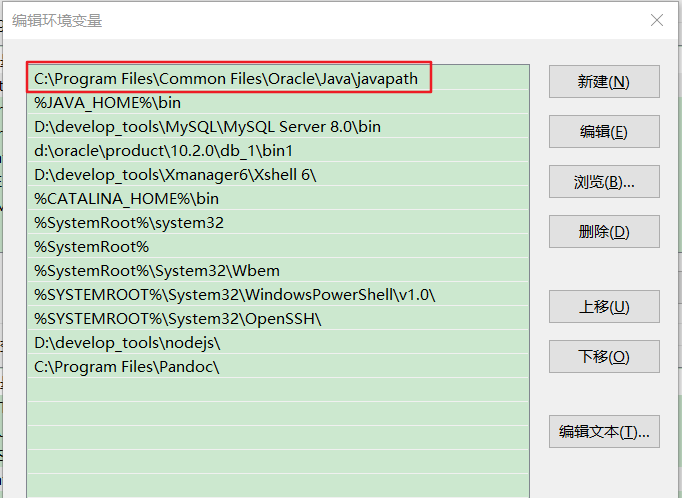 编辑环境变量
C:\Program Files\Common Files\Oracle\Java\javapath
%JAVA_HOME%\bin
D:\develop_tools\MySQL\MySQL Server 8.0\bin
d:\oracle\product\10.2.0\db_1\bin1
D:\develop_tools\Xmanager6\Xshell 6\
%CATALINA_HOME%\bin
%SystemRoot%\system32
%SystemRoot%
%SystemRoot%\System32\Wbem
%SYSTEMROOT%\System32\WindowsPowerShell\v1.0\
%SYSTEMROOT%\System32\OpenSSH\
D:\develop_tools\nodejs\
C:\Program Files\Pandoc\
新建(N)
编辑(E)
浏览(B)...
删除(D)
上移(U)
下移(O)
编辑文本(T)...